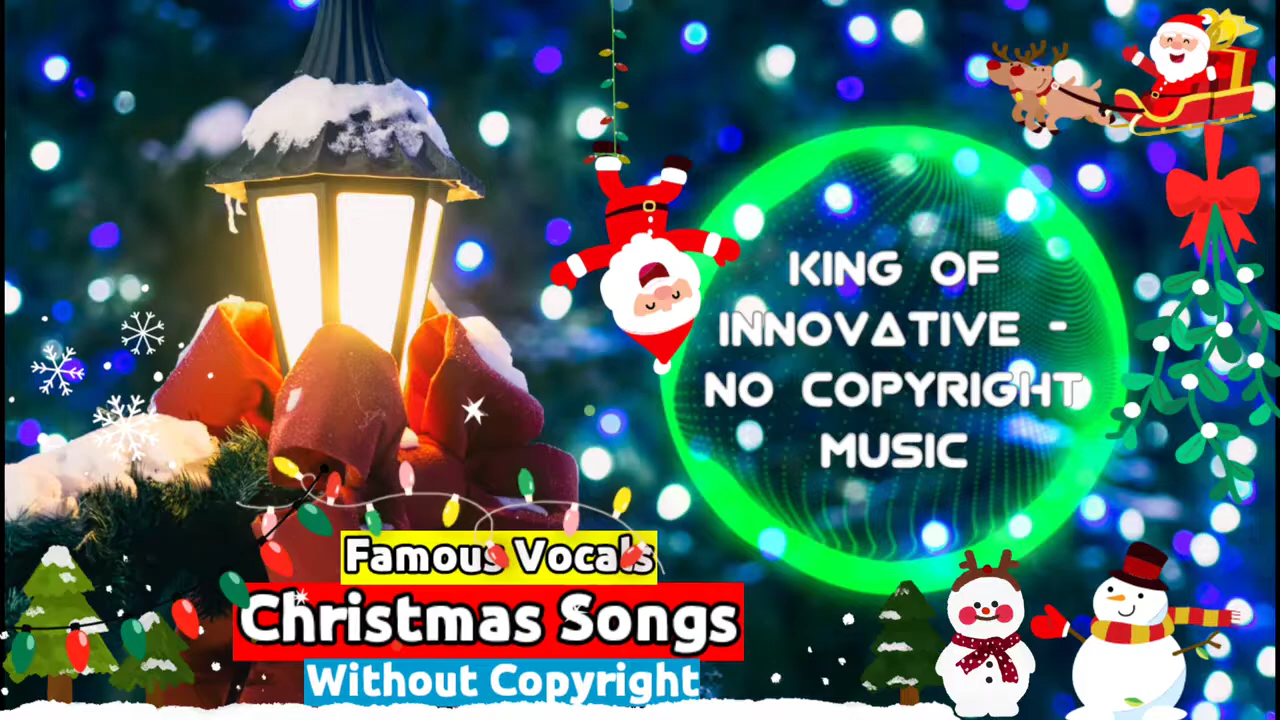 KING OF
INNOVATIVE -
NO COPYRIGHT
MUSIC
Famous Vocals
Christmas Songs
Without Copyright